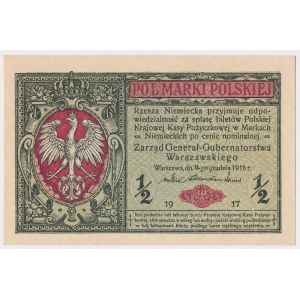 PÓŁ MARKI POLSKIEJ
Rzesza Niemiecka przyjmuje odpo-
wiedzialność za spłatę biletów Polskiej
Krajowej Kasy Pożyczkowej w Markach
Niemieckich po cenie nominalnej.
Zarząd Generał-Gubernatorstwa
Warszawskiego
Warszawa, dn. 9-go grudnia 1916 r.
1/2 1/2
19 17